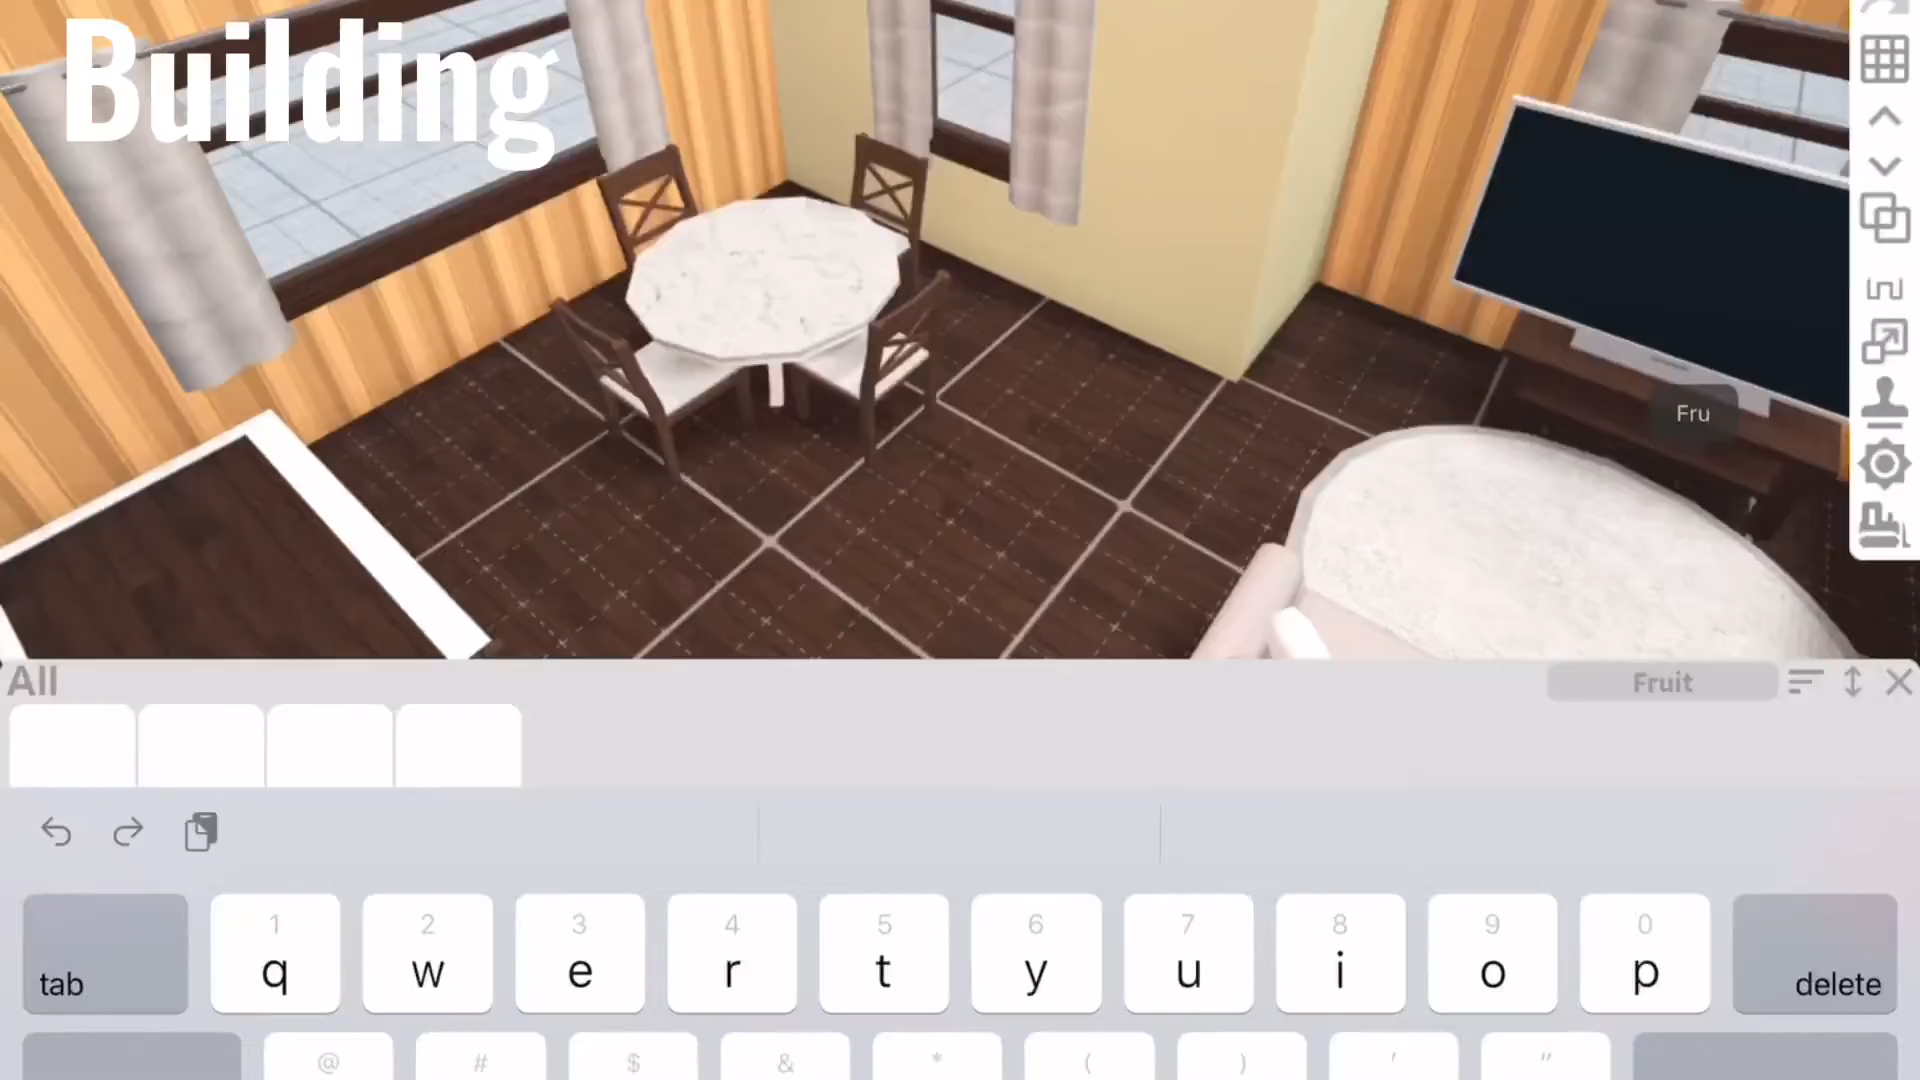 Building
Fru
All
Fruit
1 2 3 4 5 6 7 8 9 0
tab q w e r t y u i o p delete
@ # $ & * ( ) ' "